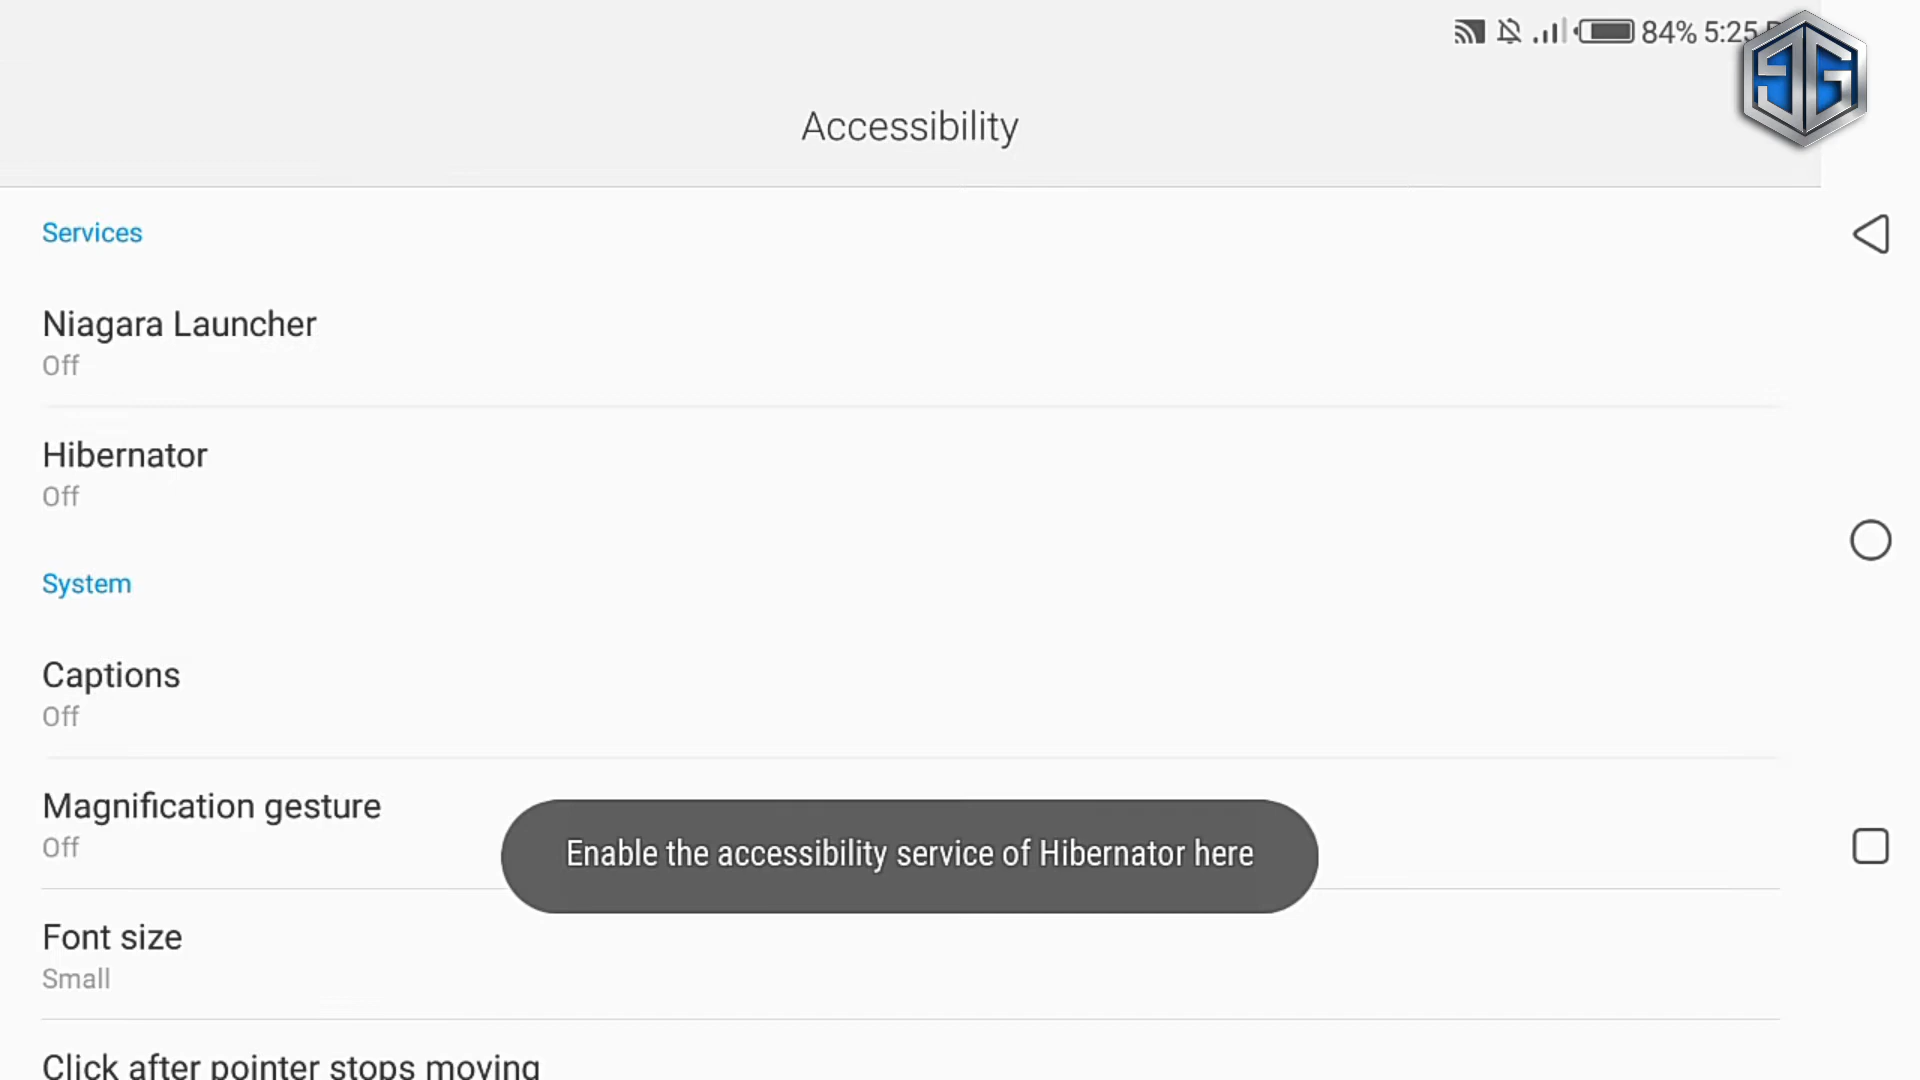 84% 5:25
Accessibility
Services
Niagara Launcher
Off
Hibernator
Off
System
Captions
Off
Magnification gesture
Off
Enable the accessibility service of Hibernator here
Font size
Small
Click after pointer stops moving